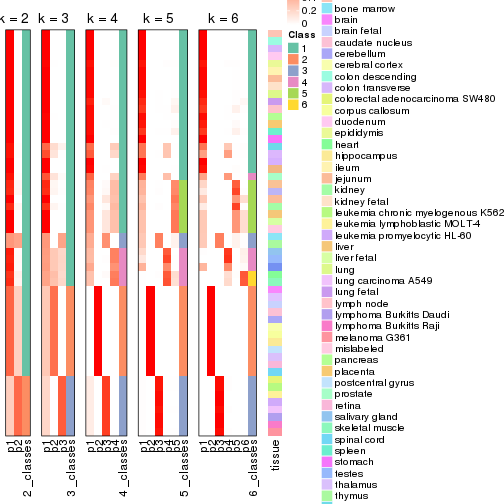 k = 2
k = 3
k = 4
k = 5
k = 6
0.2
0
Class
1
2
3
4
5
6
bone marrow
brain
brain fetal
caudate nucleus
cerebellum
cerebral cortex
colon descending
colon transverse
colorectal adenocarcinoma SW480
corpus callosum
duodenum
epididymis
heart
hippocampus
ileum
jejunum
kidney
kidney fetal
leukemia chronic myelogenous K562
leukemia lymphoblastic MOLT-4
leukemia promyelocytic HL-60
liver
liver fetal
lung
lung carcinoma A549
lung fetal
lymph node
lymphoma Burkitts Daudi
lymphoma Burkitts Raji
melanoma G361
mislabeled
pancreas
placenta
postcentral gyrus
prostate
retina
salivary gland
skeletal muscle
spinal cord
spleen
stomach
testes
thalamus
thymus
p1
p2
2_classes
p1
p2
p3
3_classes
p1
p2
p3
p4
4_classes
p1
p2
p3
p4
p5
5_classes
p1
p2
p3
p4
p5
p6
6_classes
tissue